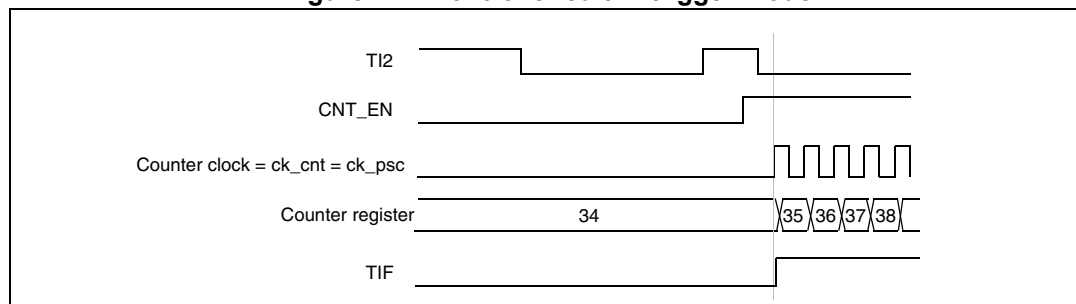 TI2
CNT_EN
Counter clock = ck_cnt = ck_psc
Counter register 34 35 36 37 38
TIF